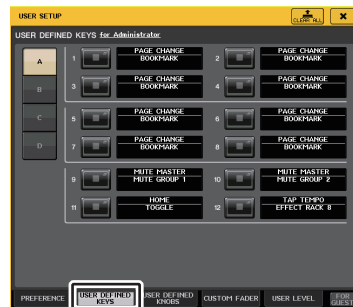 USER SETUP
CLEAR ALL
USER DEFINED KEYS for Administrator
A
1
PAGE CHANGE
BOOKMARK
2
PAGE CHANGE
BOOKMARK
B
3
PAGE CHANGE
BOOKMARK
4
PAGE CHANGE
BOOKMARK
C
5
PAGE CHANGE
BOOKMARK
6
PAGE CHANGE
BOOKMARK
D
7
PAGE CHANGE
BOOKMARK
8
PAGE CHANGE
BOOKMARK
9
MUTE MASTER
MUTE GROUP 1
10
MUTE MASTER
MUTE GROUP 2
11
HOME
TOGGLE
12
TAP TEMPO
EFFECT RACK 8
PREFERENCE
USER DEFINED
KEYS
USER DEFINED
KNOBS
CUSTOM FADER
USER LEVEL
FOR
GUEST